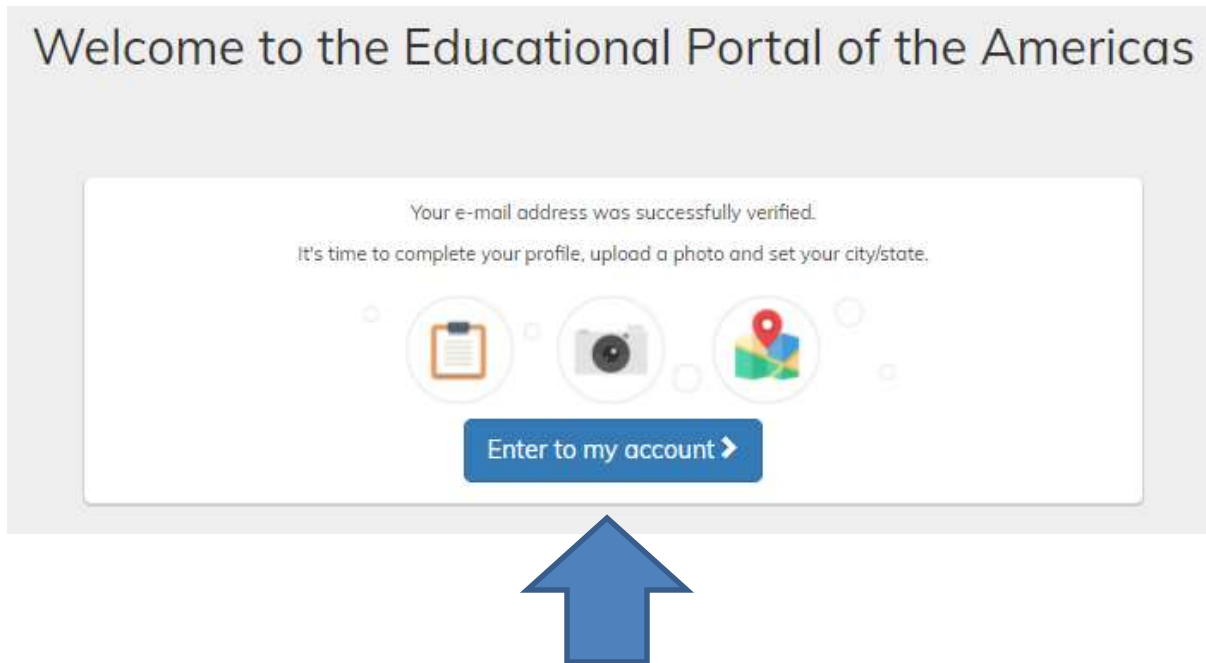 Welcome to the Educational Portal of the Americas
Your e-mail address was successfully verified.
It's time to complete your profile, upload a photo and set your city/state.
Enter to my account